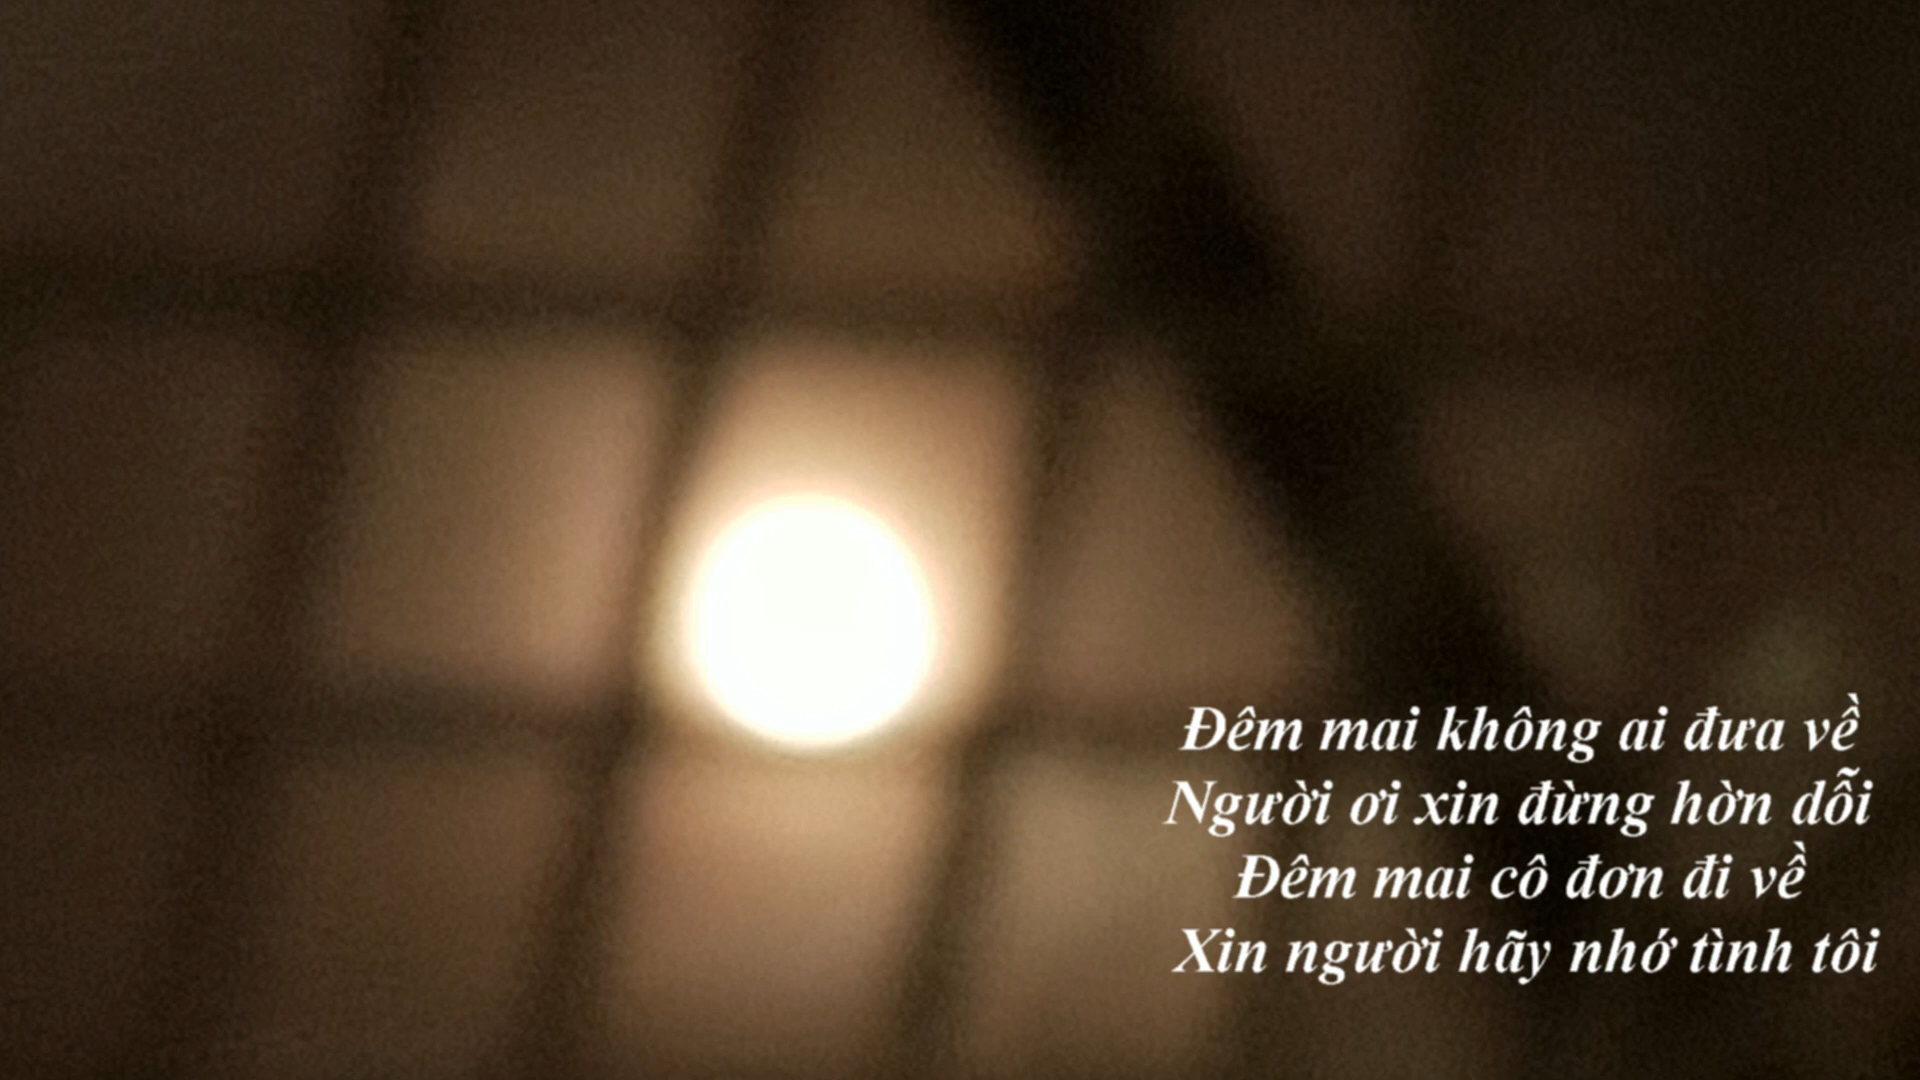 Đêm mai không ai đưa về
Người ơi xin đừng hờn dỗi
Đêm mai cô đơn đi về
Xin người hãy nhớ tình tôi